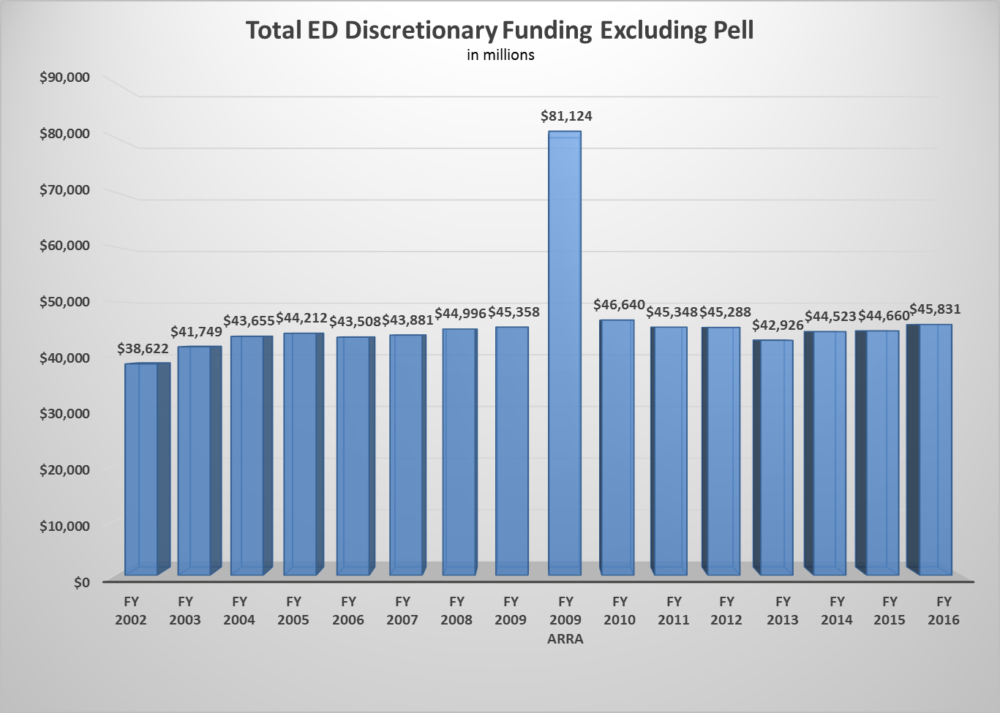 Total ED Discretionary Funding Excluding Pell
in millions
$90,000
$80,000
$70,000
$60,000
$50,000
$40,000
$30,000
$20,000
$10,000
$0
$38,622
$41,749
$43,655
$44,212
$43,508
$43,881
$44,996
$45,358
$81,124
$46,640
$45,348
$45,288
$42,926
$44,523
$44,660
$45,831
FY
2002
FY
2003
FY
2004
FY
2005
FY
2006
FY
2007
FY
2008
FY
2009
FY
2009
ARRA
FY
2010
FY
2011
FY
2012
FY
2013
FY
2014
FY
2015
FY
2016